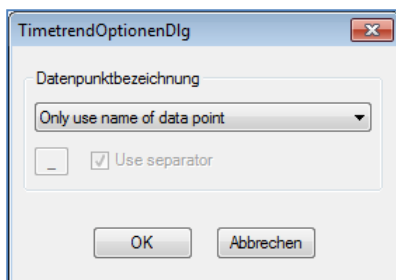 TimetrendOptionenDlg
Datenpunktbezeichnung
Only use name of data point
_ Use separator
OK Abbrechen